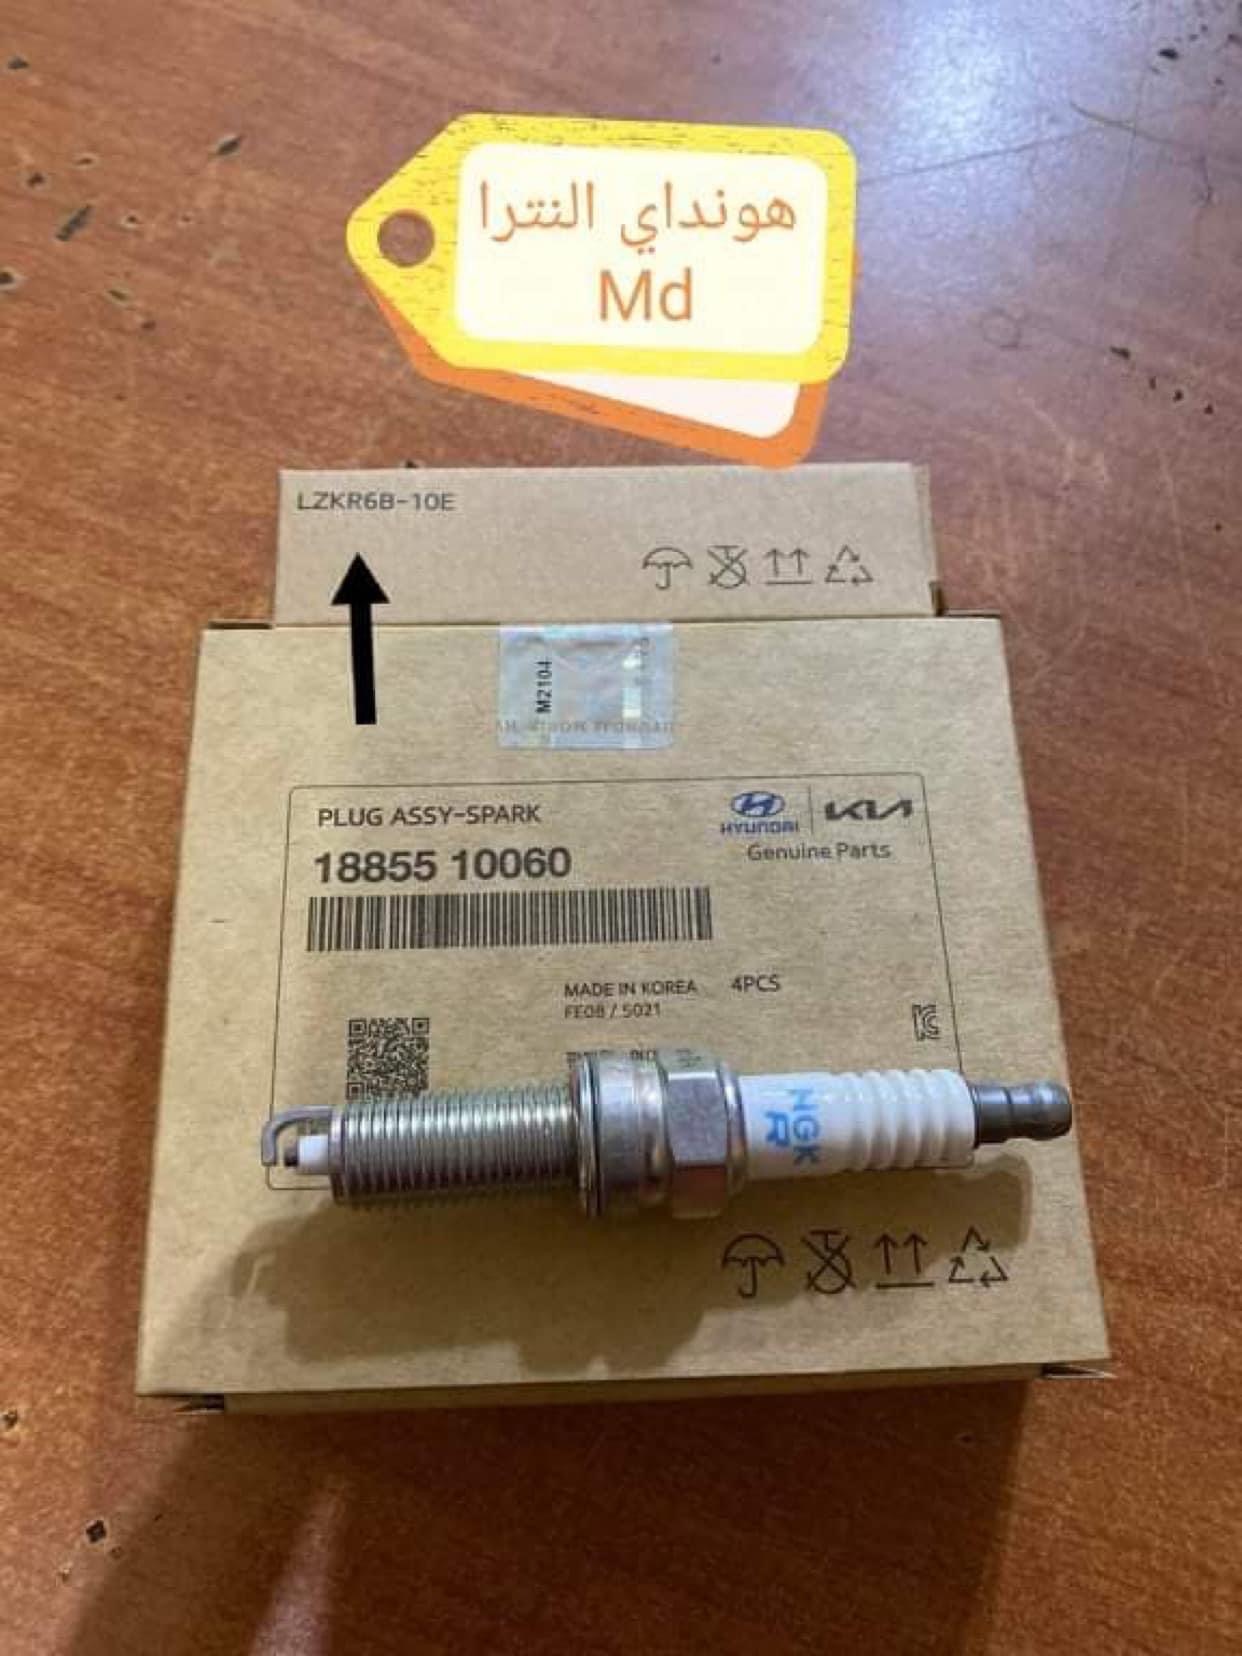 هونداي النترا
Md
LZKR6B-10E
M2104
PLUG ASSY-SPARK
HYUNDAI
KIA
Genuine Parts
18855 10060
MADE IN KOREA 4PCS
FE08 / 5021
NGK
R